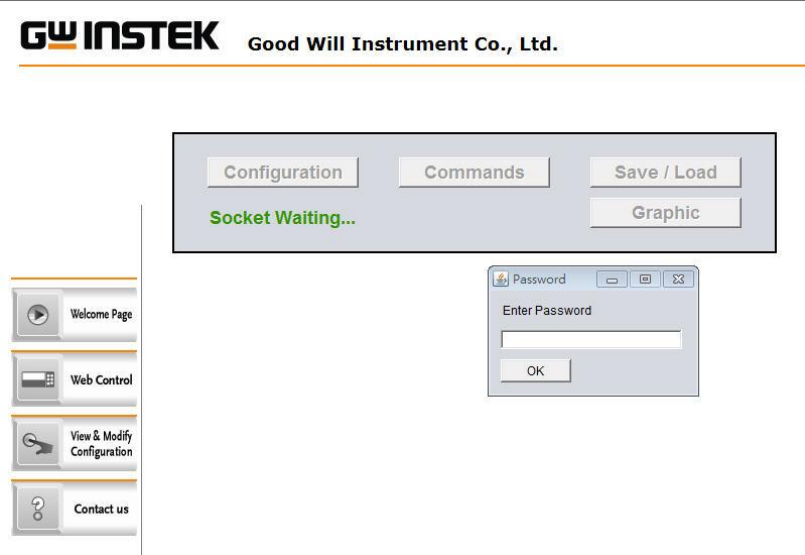 GW INSTEK Good Will Instrument Co., Ltd.
Configuration Commands Save / Load
Socket Waiting... Graphic
Password
Enter Password
OK
Welcome Page
Web Control
View & Modify
Configuration
Contact us